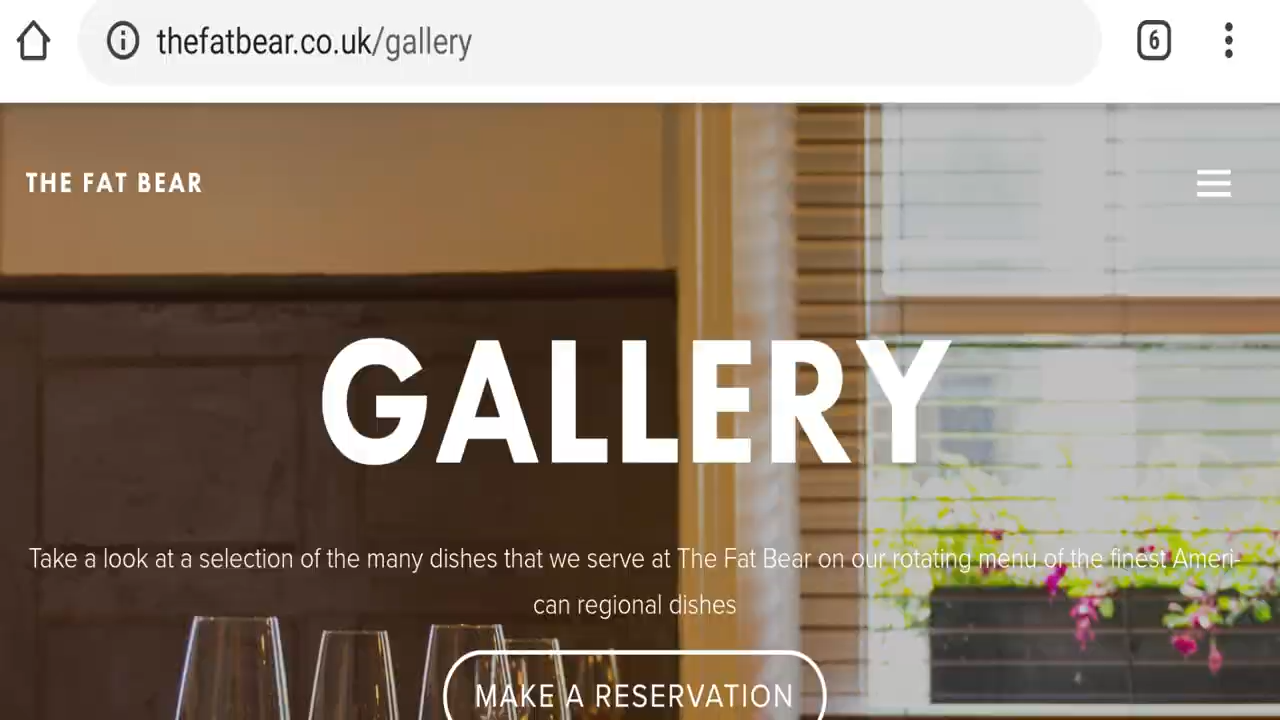 thefatbear.co.uk/gallery
6
THE FAT BEAR
GALLERY
Take a look at a selection of the many dishes that we serve at The Fat Bear on our rotating menu of the finest Ameri-
can regional dishes
MAKE A RESERVATION